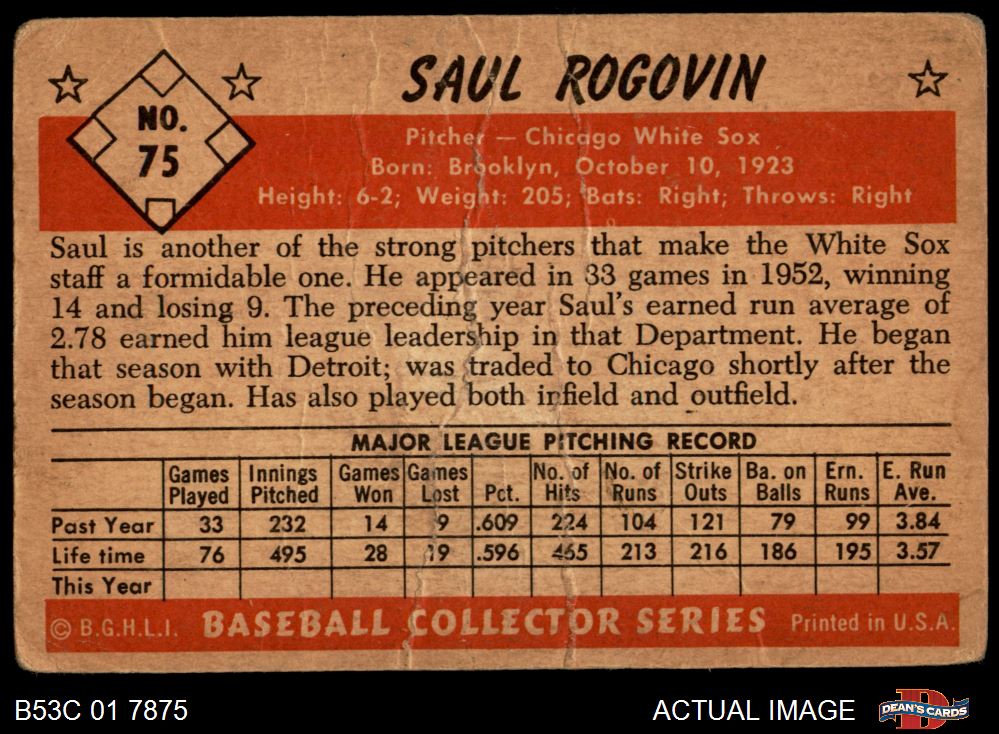 NO.
75
SAUL ROGOVIN
Pitcher — Chicago White Sox
Born: Brooklyn, October 10, 1923
Height: 6-2; Weight: 205; Bats: Right; Throws: Right
Saul is another of the strong pitchers that make the White Sox
staff a formidable one. He appeared in 33 games in 1952, winning
14 and losing 9. The preceding year Saul's earned run average of
2.78 earned him league leadership in that Department. He began
that season with Detroit; was traded to Chicago shortly after the
season began. Has also played both infield and outfield.
MAJOR LEAGUE PITCHING RECORD
Games Played Innings Pitched Games Won Games Lost Pct. No. of Hits No. of Runs Strike Outs Ba. on Balls Ern. Runs E. Run Ave.
Past Year 33 232 14 9 .609 224 104 121 79 99 3.84
Life time 76 495 28 19 .596 465 213 216 186 195 3.57
This Year
© B.G.H.L.I. BASEBALL COLLECTOR SERIES Printed in U.S.A.
B53C 01 7875 ACTUAL IMAGE D DEAN'S CARDS